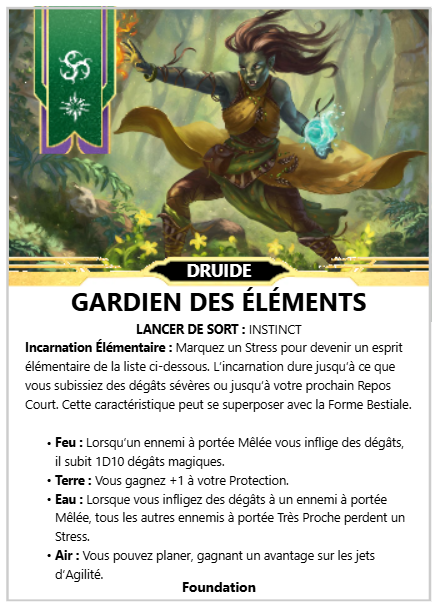 DRUIDE
GARDIEN DES ÉLÉMENTS
LANCER DE SORT : INSTINCT
Incarnation Élémentaire : Marquez un Stress pour devenir un esprit
élémentaire de la liste ci-dessous. L'incarnation dure jusqu'à ce que
vous subissiez des dégâts sévères ou jusqu'à votre prochain Repos
Court. Cette caractéristique peut se superposer avec la Forme Bestiale.
• Feu : Lorsqu'un ennemi à portée Mêlée vous inflige des dégâts,
il subit 1D10 dégâts magiques.
• Terre : Vous gagnez +1 à votre Protection.
• Eau : Lorsque vous infligez des dégâts à un ennemi à portée
Mêlée, tous les autres ennemis à portée Très Proche perdent un
Stress.
• Air : Vous pouvez planer, gagnant un avantage sur les jets
d'Agilité.
Foundation